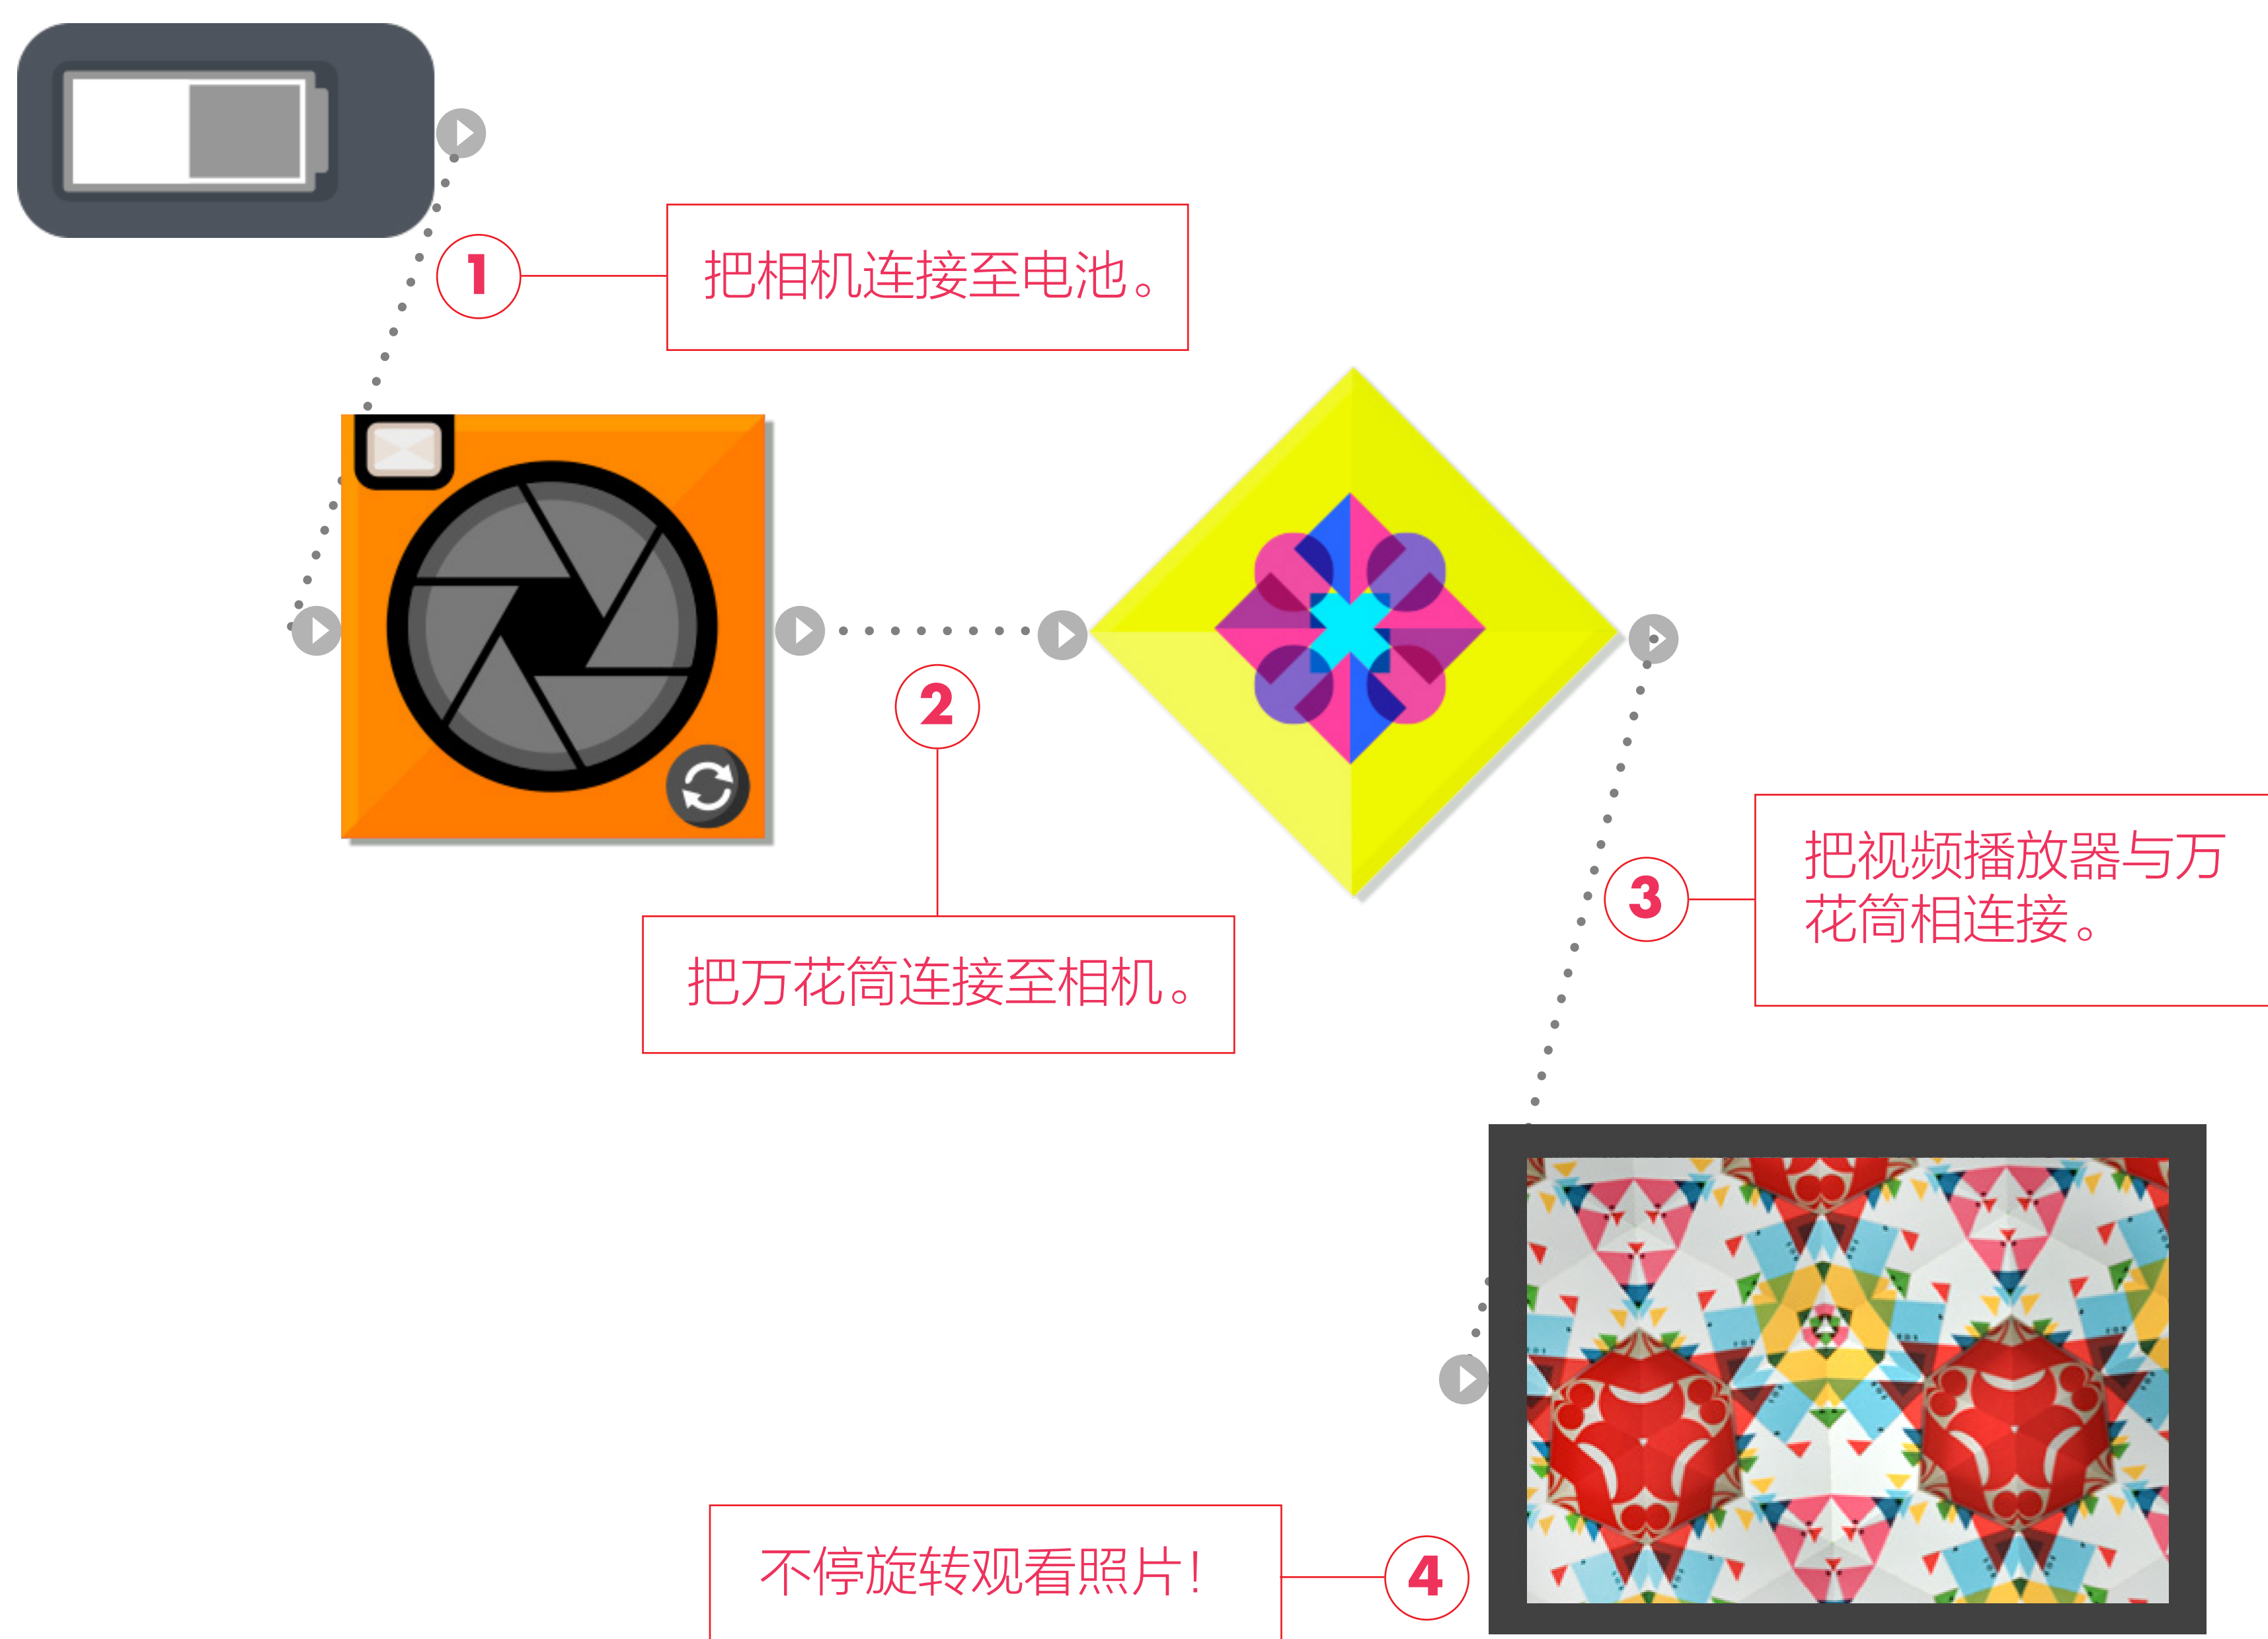 1
把相机连接至电池。
2
把万花筒连接至相机。
3
把视频播放器与万
花筒相连接。
不停旋转观看照片！
4